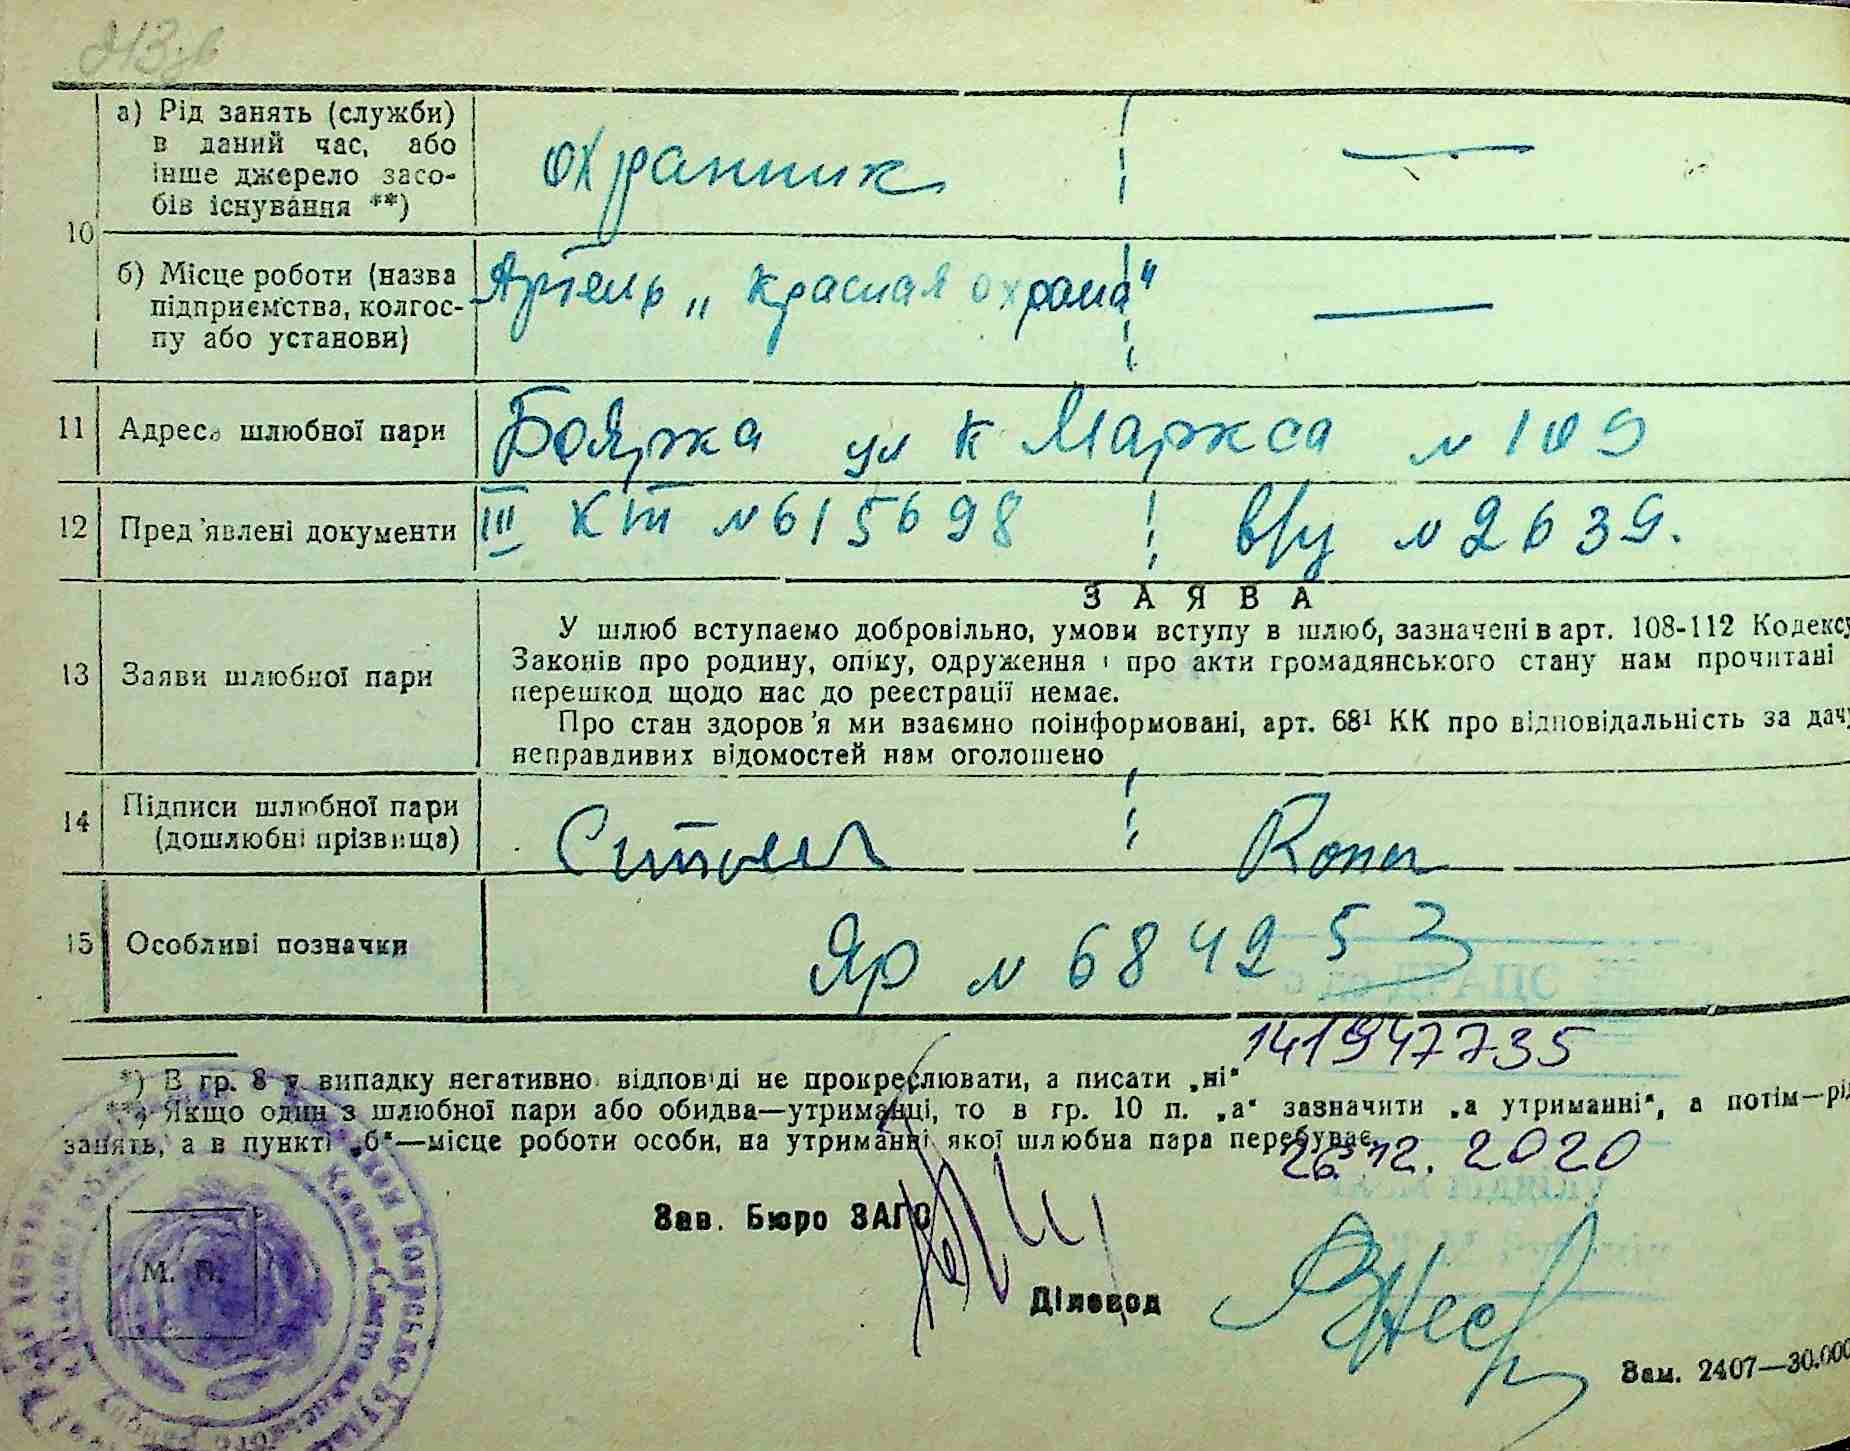 а) Рід занять (служби)
в даний час, або
інше джерело засо-
бів існування **)
охранник
—
10
б) Місце роботи (назва
підприємства, колгос-
пу або установи)
Артель „Красная охрана"
—
11 Адреса шлюбної пари
Боярка ул К Маркса № 109
12 Пред'явлені документи
III КТ № 615698
в/у № 2639.
ЗАЯВА
13 Заяви шлюбної пари
У шлюб вступаємо добровільно, умови вступу в шлюб, зазначені в арт. 108-112 Кодексу
Законів про родину, опіку, одруження і про акти громадянського стану нам прочитані
перешкод щодо нас до реєстрації немає.
Про стан здоров'я ми взаємно поінформовані, арт. 68¹ КК про відповідальність за дачу
неправдивих відомостей нам оголошено
14 Підписи шлюбної пари
(дошлюбні прізвища)
15 Особливі позначки
Яр № 684253
141947735
*) В гр. 8 у випадку негативної відповіді не прокреслювати, а писати „ні"
**) Якщо один з шлюбної пари або обидва—утриманці, то в гр. 10 п. „а" зазначити „а утриманні", а потім—рід
занять, а в пункті „б"—місце роботи особи, на утриманні якої шлюбна пара перебуває.
26.12.2020
Зав. Бюро ЗАГС
М. П.
Діловод
Зам. 2407—30.000